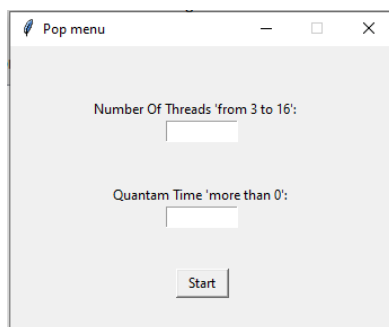 Pop menu
Number Of Threads 'from 3 to 16':
Quantam Time 'more than 0':
Start